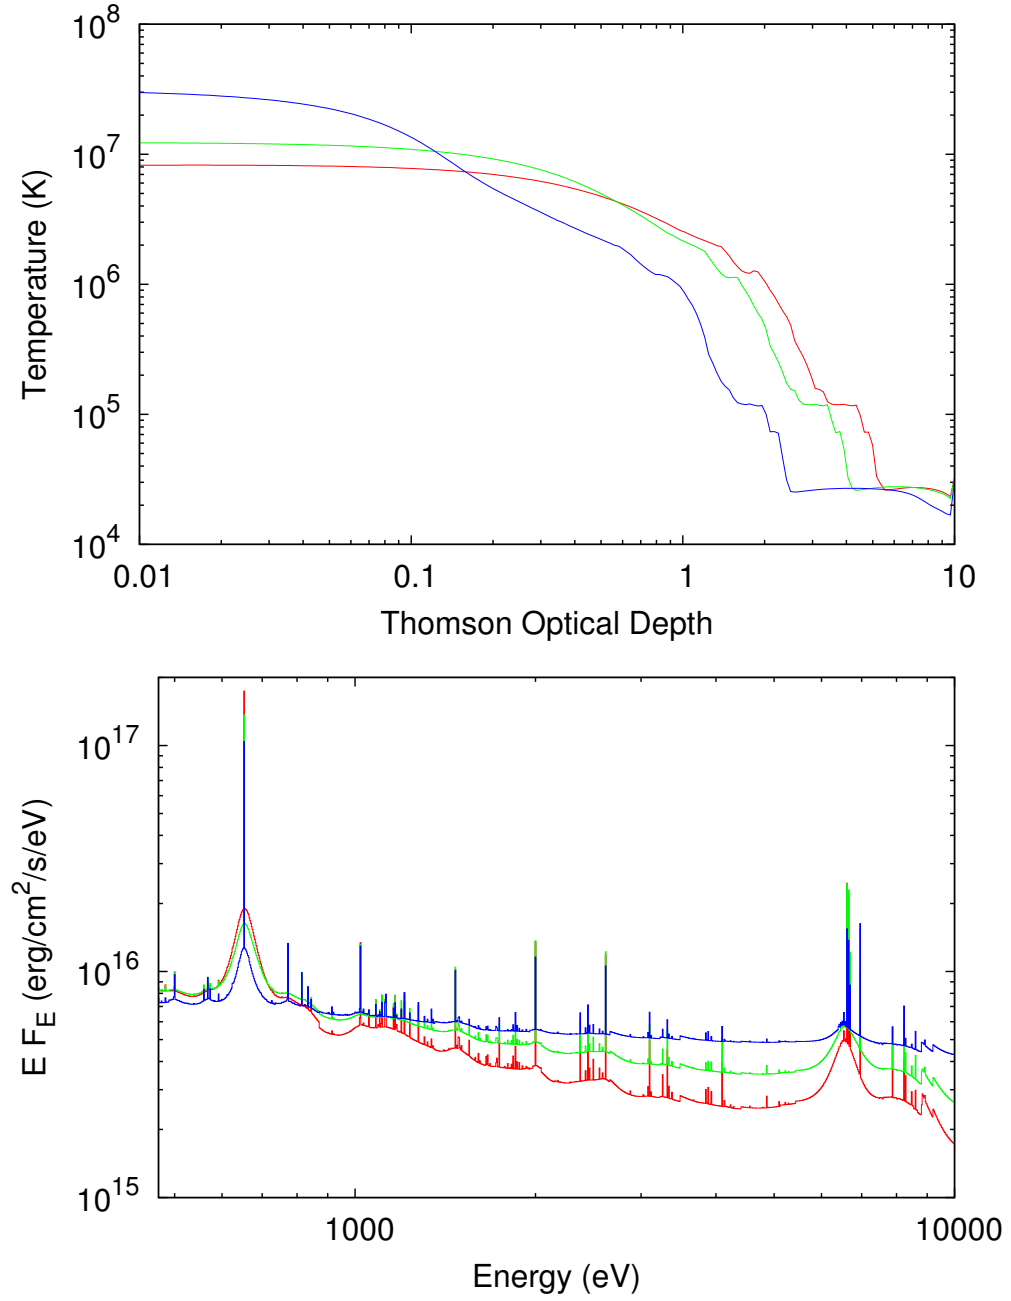 10^8
10^7
10^6
10^5
10^4
Temperature (K)
0.01 0.1 1 10
Thomson Optical Depth
10^17
10^16
10^15
E F_E (erg/cm^2/s/eV)
1000 10000
Energy (eV)